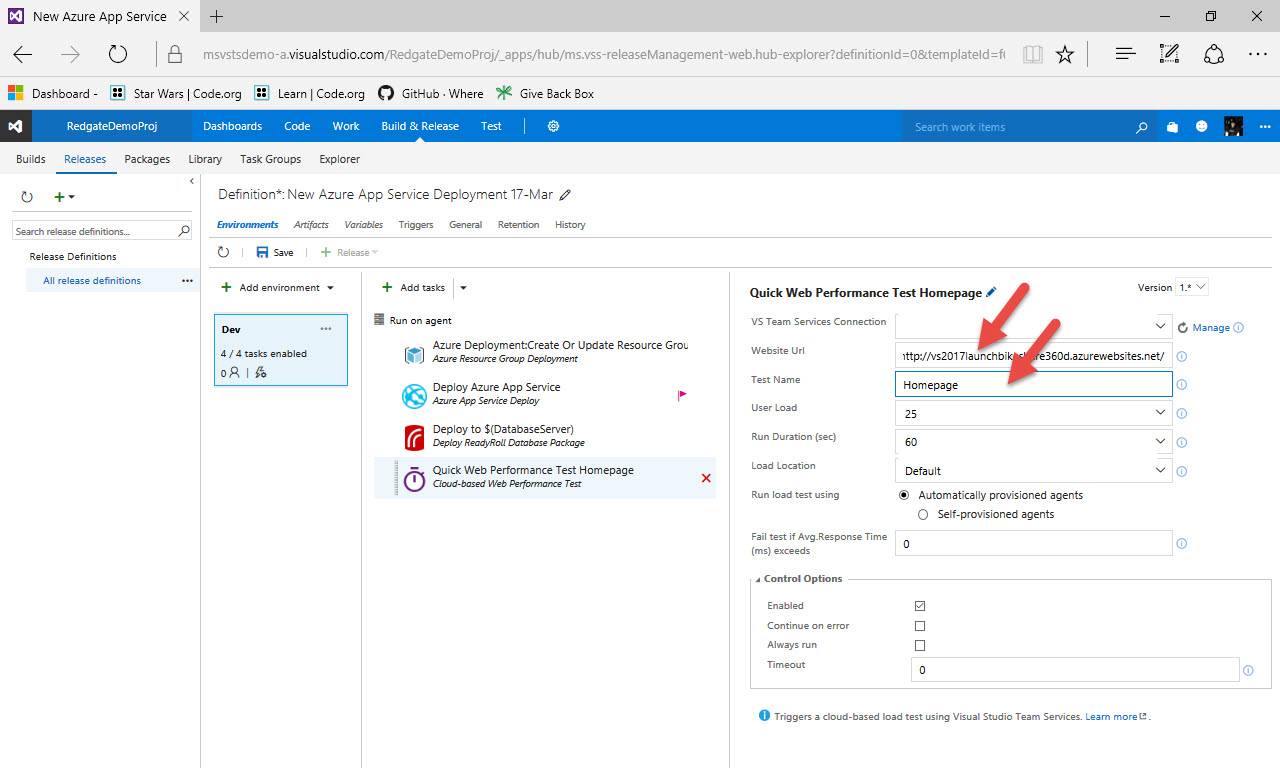 New Azure App Service
msvstsdemo-a.visualstudio.com/RedgateDemoProj/_apps/hub/ms.vss-releaseManagement-web.hub-explorer?definitionId=0&templateId=f
Dashboard - Star Wars | Code.org Learn | Code.org GitHub · Where Give Back Box
RedgateDemoProj Dashboards Code Work Build & Release Test Search work items
Builds Releases Packages Library Task Groups Explorer
Definition*: New Azure App Service Deployment 17-Mar
Search release definitions...
Environments Artifacts Variables Triggers General Retention History
Release Definitions
Save Release
All release definitions
Add environment
Add tasks
Quick Web Performance Test Homepage
Version 1.*
Dev
4 / 4 tasks enabled
0
Run on agent
Azure Deployment:Create Or Update Resource Grou
Azure Resource Group Deployment
Deploy Azure App Service
Azure App Service Deploy
Deploy to $(DatabaseServer)
Deploy ReadyRoll Database Package
Quick Web Performance Test Homepage
Cloud-based Web Performance Test
VS Team Services Connection Manage
Website Url
Test Name Homepage
User Load 25
Run Duration (sec) 60
Load Location Default
Run load test using Automatically provisioned agents
Self-provisioned agents
Fail test if Avg.Response Time
(ms) exceeds 0
Control Options
Enabled
Continue on error
Always run
Timeout 0
Triggers a cloud-based load test using Visual Studio Team Services. Learn more.